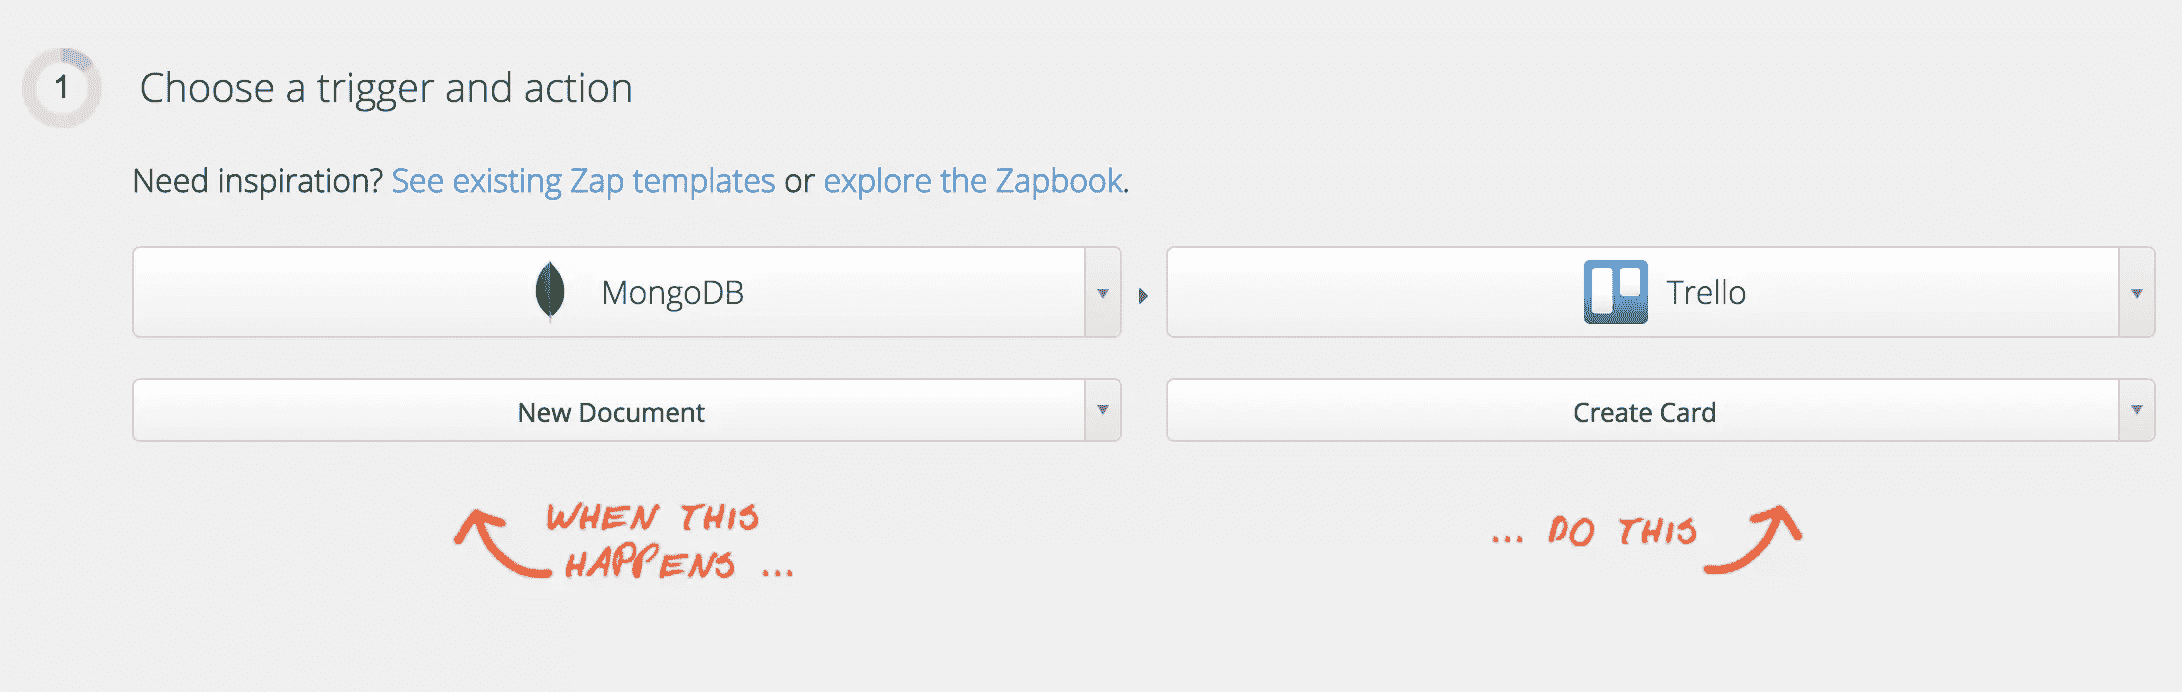 1
Choose a trigger and action
Need inspiration? See existing Zap templates or explore the Zapbook.
MongoDB
Trello
New Document
Create Card
WHEN THIS
HAPPENS ...
... DO THIS